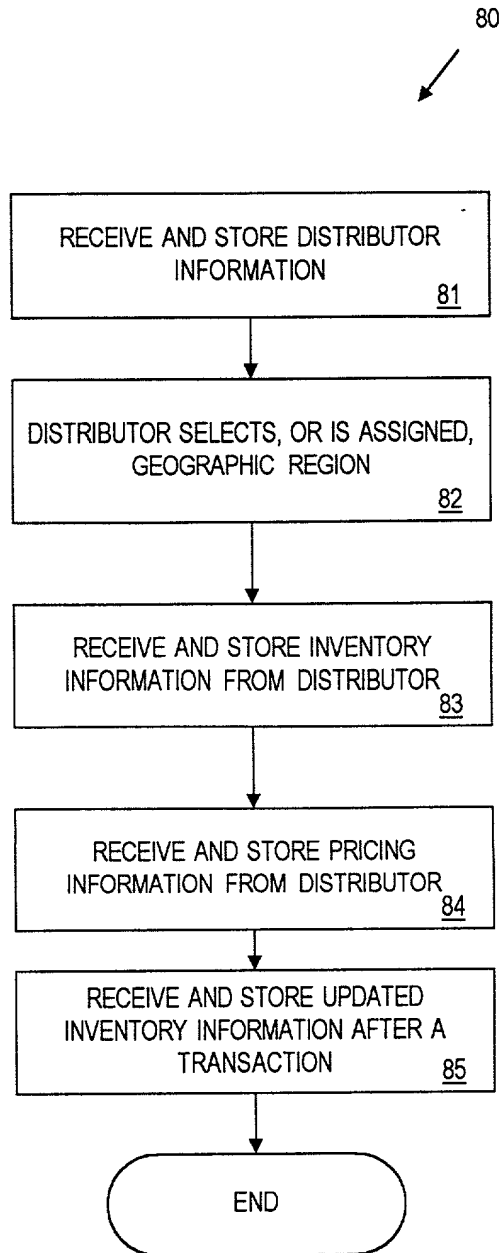 80
RECEIVE AND STORE DISTRIBUTOR
INFORMATION
81
DISTRIBUTOR SELECTS, OR IS ASSIGNED,
GEOGRAPHIC REGION
82
RECEIVE AND STORE INVENTORY
INFORMATION FROM DISTRIBUTOR
83
RECEIVE AND STORE PRICING
INFORMATION FROM DISTRIBUTOR
84
RECEIVE AND STORE UPDATED
INVENTORY INFORMATION AFTER A
TRANSACTION
85
END